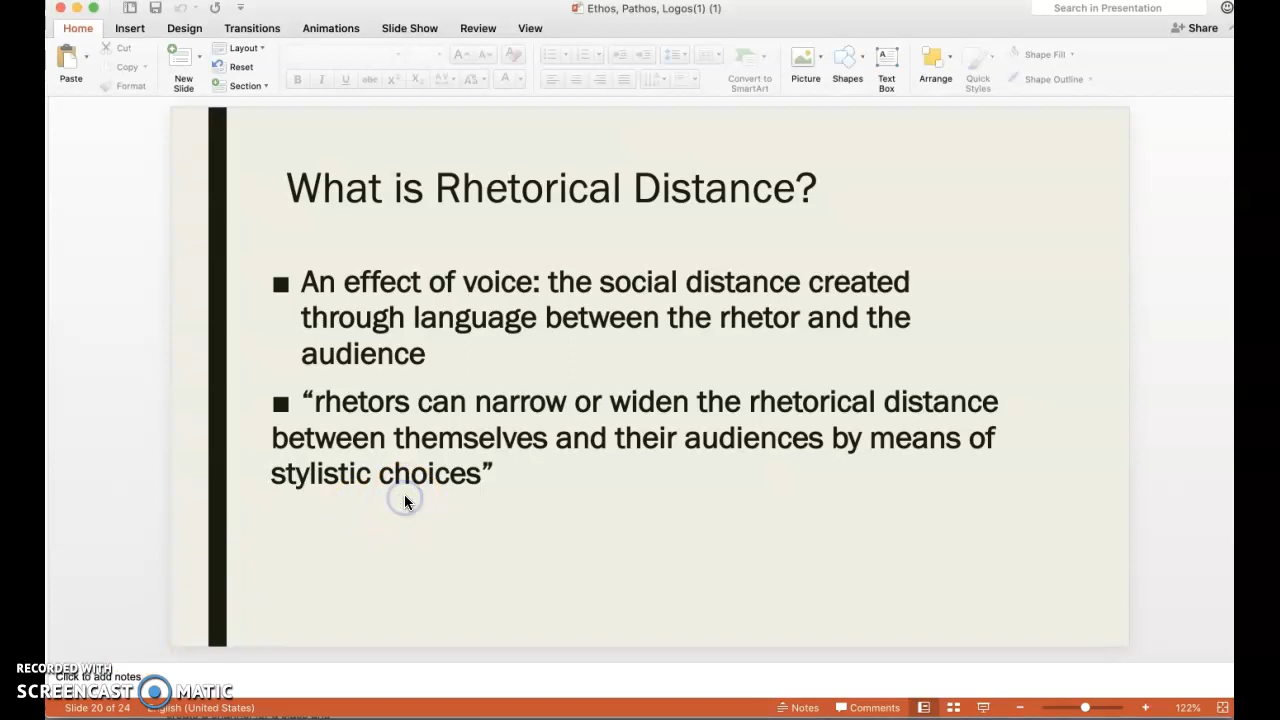 Ethos, Pathos, Logos(1) (1)
Search in Presentation
Home Insert Design Transitions Animations Slide Show Review View
Share
Paste
Cut
Copy
Format
New Slide
Layout
Reset
Section
B I U abc X² X₂ AV Aa A
Convert to SmartArt
Picture
Shapes
Text Box
Arrange
Quick Styles
Shape Fill
Shape Outline
What is Rhetorical Distance?
■ An effect of voice: the social distance created
through language between the rhetor and the
audience
■ “rhetors can narrow or widen the rhetorical distance
between themselves and their audiences by means of
stylistic choices”
RECORDED WITH
Click to add notes
SCREENCAST MATIC
Slide 20 of 24 English (United States)
Notes Comments 122%